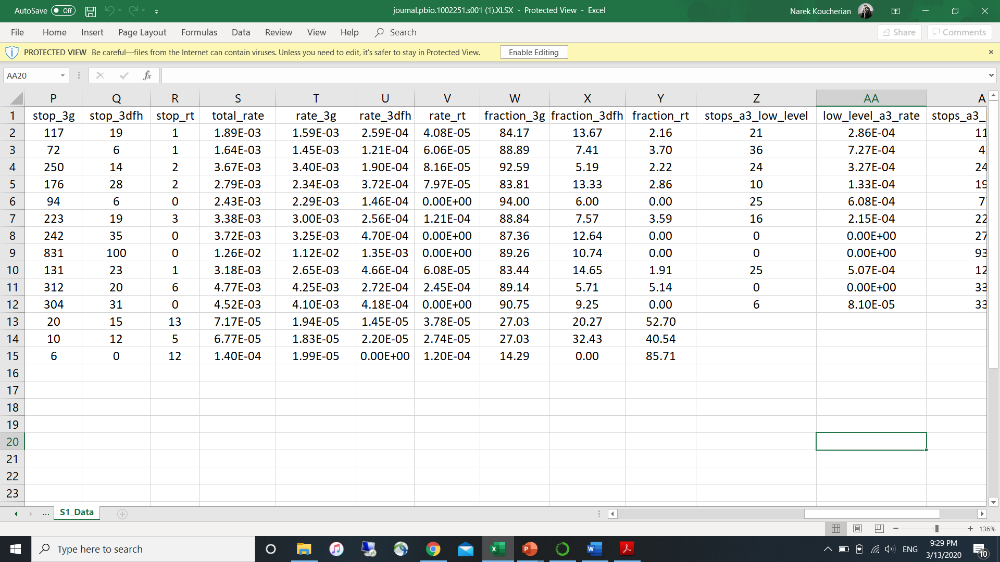 AutoSave Off journal.pbio.1002251.s001 (1).XLSX - Protected View - Excel Narek Koucherian
File Home Insert Page Layout Formulas Data Review View Help Search Share Comments
PROTECTED VIEW Be careful—files from the Internet can contain viruses. Unless you need to edit, it's safer to stay in Protected View. Enable Editing
AA20 fx
P Q R S T U V W X Y Z AA A
1 stop_3g stop_3dfh stop_rt total_rate rate_3g rate_3dfh rate_rt fraction_3g fraction_3dfh fraction_rt stops_a3_low_level low_level_a3_rate stops_a3_
2 117 19 1 1.89E-03 1.59E-03 2.59E-04 4.08E-05 84.17 13.67 2.16 21 2.86E-04 11
3 72 6 1 1.64E-03 1.45E-03 1.21E-04 6.06E-05 88.89 7.41 3.70 36 7.27E-04 4
4 250 14 2 3.67E-03 3.40E-03 1.90E-04 8.16E-05 92.59 5.19 2.22 24 3.27E-04 24
5 176 28 2 2.79E-03 2.34E-03 3.72E-04 7.97E-05 83.81 13.33 2.86 10 1.33E-04 19
6 94 6 0 2.43E-03 2.29E-03 1.46E-04 0.00E+00 94.00 6.00 0.00 25 6.08E-04 7
7 223 19 3 3.38E-03 3.00E-03 2.56E-04 1.21E-04 88.84 7.57 3.59 16 2.15E-04 22
8 242 35 0 3.72E-03 3.25E-03 4.70E-04 0.00E+00 87.36 12.64 0.00 0 0.00E+00 27
9 831 100 0 1.26E-02 1.12E-02 1.35E-03 0.00E+00 89.26 10.74 0.00 0 0.00E+00 93
10 131 23 1 3.18E-03 2.65E-03 4.66E-04 6.08E-05 83.44 14.65 1.91 25 5.07E-04 12
11 312 20 6 4.77E-03 4.25E-03 2.72E-04 2.45E-04 89.14 5.71 5.14 0 0.00E+00 33
12 304 31 0 4.52E-03 4.10E-03 4.18E-04 0.00E+00 90.75 9.25 0.00 6 8.10E-05 33
13 20 15 13 7.17E-05 1.94E-05 1.45E-05 3.78E-05 27.03 20.27 52.70
14 10 12 5 6.77E-05 1.83E-05 2.20E-05 2.74E-05 27.03 32.43 40.54
15 6 0 12 1.40E-04 1.99E-05 0.00E+00 1.20E-04 14.29 0.00 85.71
16
17
18
19
20
21
22
23
... S1_Data
136%
Type here to search ENG 9:29 PM
3/13/2020 10